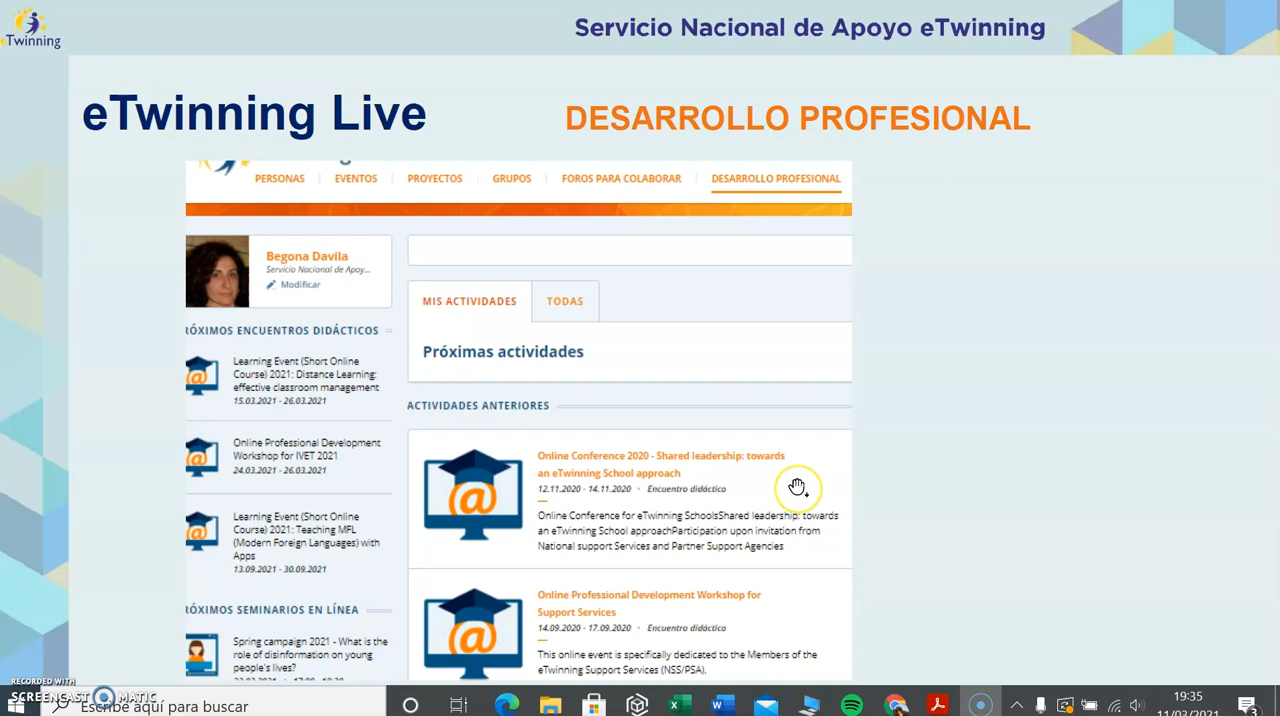 eTwinning
Servicio Nacional de Apoyo eTwinning
eTwinning Live
DESARROLLO PROFESIONAL
PERSONAS
EVENTOS
PROYECTOS
GRUPOS
FOROS PARA COLABORAR
DESARROLLO PROFESIONAL
Begona Davila
Servicio Nacional de Apoy...
Modificar
RÓXIMOS ENCUENTROS DIDÁCTICOS
Learning Event (Short Online
Course) 2021: Distance Learning:
effective classroom management
15.03.2021 - 26.03.2021
Online Professional Development
Workshop for IVET 2021
24.03.2021 - 26.03.2021
Learning Event (Short Online
Course) 2021: Teaching MFL
(Modern Foreign Languages) with
Apps
13.09.2021 - 30.09.2021
RÓXIMOS SEMINARIOS EN LÍNEA
Spring campaign 2021 - What is the
role of disinformation on young
people's lives?
MIS ACTIVIDADES
TODAS
Próximas actividades
ACTIVIDADES ANTERIORES
Online Conference 2020 - Shared leadership: towards
an eTwinning School approach
12.11.2020 - 14.11.2020 · Encuentro didáctico
Online Conference for eTwinning SchoolsShared leadership: towards
an eTwinning School approachParticipation upon invitation from
National support Services and Partner Support Agencies
Online Professional Development Workshop for
Support Services
14.09.2020 - 17.09.2020 · Encuentro didáctico
This online event is specifically dedicated to the Members of the
eTwinning Support Services (NSS/PSA).
RECORDED WITH
SCREENCAST MATIC
Escribe aquí para buscar
19:35
11/03/2021
3